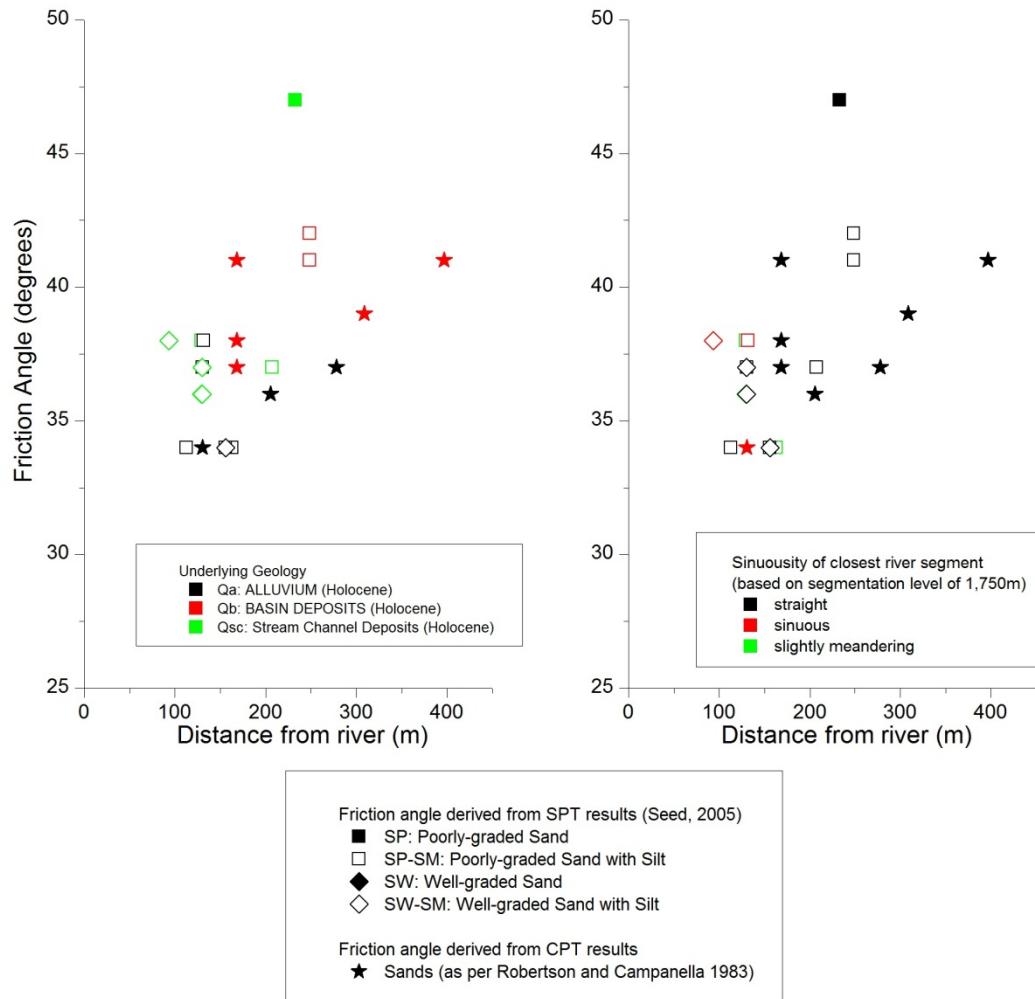 50
45
40
35
30
25
Friction Angle (degrees)
Underlying Geology
Qa: ALLUVIUM (Holocene)
Qb: BASIN DEPOSITS (Holocene)
Qsc: Stream Channel Deposits (Holocene)
0 100 200 300 400
Distance from river (m)
50
45
40
35
30
25
Sinuousity of closest river segment
(based on segmentation level of 1,750m)
straight
sinuous
slightly meandering
0 100 200 300 400
Distance from river (m)
Friction angle derived from SPT results (Seed, 2005)
SP: Poorly-graded Sand
SP-SM: Poorly-graded Sand with Silt
SW: Well-graded Sand
SW-SM: Well-graded Sand with Silt
Friction angle derived from CPT results
Sands (as per Robertson and Campanella 1983)